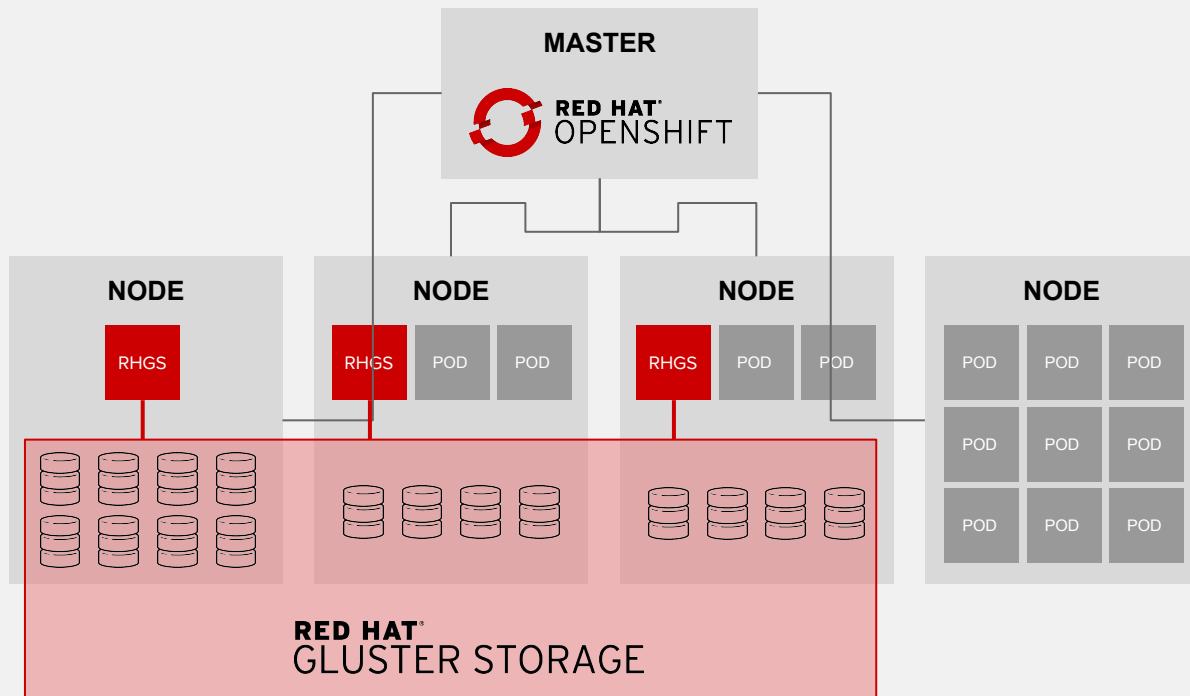 MASTER
RED HAT®
OPENSHIFT
NODE
NODE
NODE
NODE
RHGS
RHGS
POD
POD
RHGS
POD
POD
POD
POD
POD
POD
POD
POD
POD
POD
POD
RED HAT®
GLUSTER STORAGE